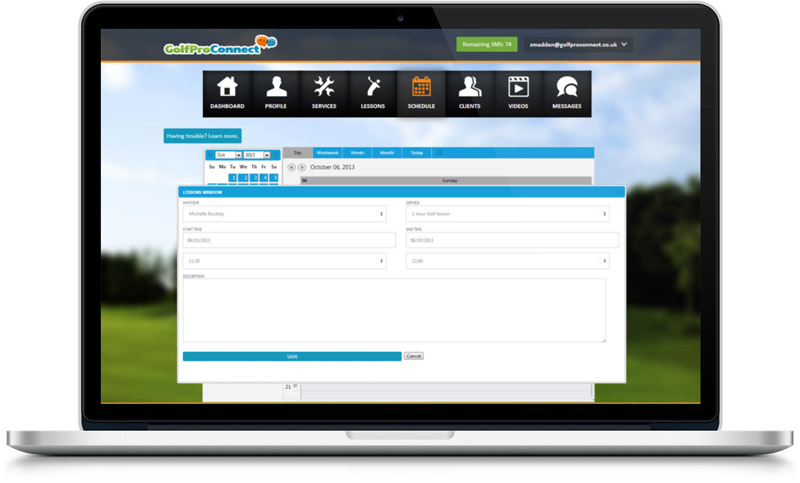 GolfProConnect
Remaining SMS: 74
smadden@golfproconnect.co.uk
DASHBOARD PROFILE SERVICES LESSONS SCHEDULE CLIENTS VIDEOS MESSAGES
Having trouble? Learn more.
Oct 2013
Day Workweek Weeks Month Today
Su Mo Tu We Th Fr Sa
October 06, 2013
1 2 3 4 5
Sunday
LESSONS WINDOW
AMATEUR SERVICE
Michelle Buckley 1 hour Golf lesson
START TIME END TIME
06/10/2013 06/10/2013
11:30 12:00
DESCRIPTION
SAVE Cancel
21 30